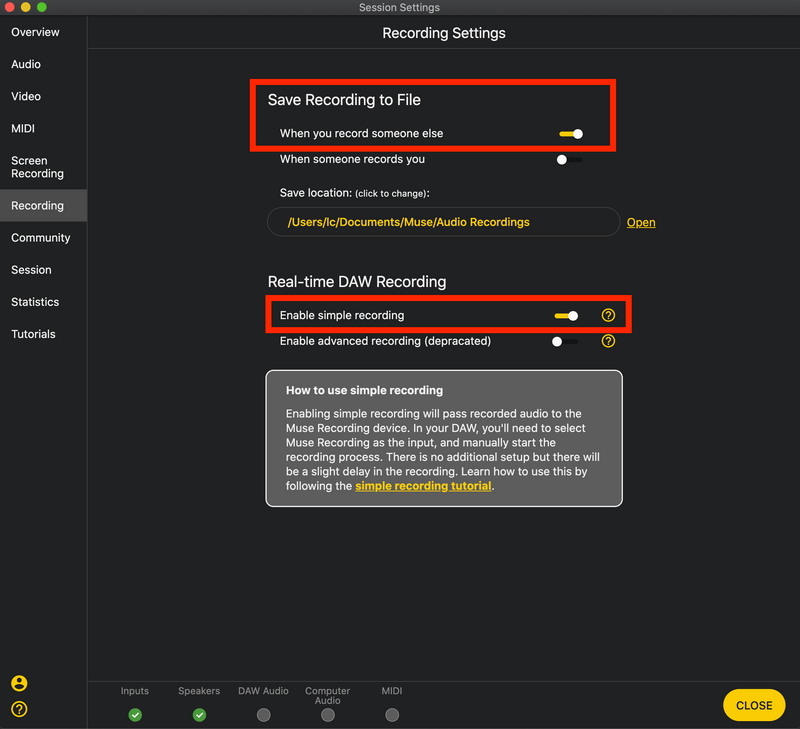 Session Settings
Overview
Audio
Video
MIDI
Screen
Recording
Recording
Community
Session
Statistics
Tutorials
Recording Settings
Save Recording to File
When you record someone else
When someone records you
Save location: (click to change):
/Users/lc/Documents/Muse/Audio Recordings
Open
Real-time DAW Recording
Enable simple recording
?
Enable advanced recording (depracated)
?
How to use simple recording
Enabling simple recording will pass recorded audio to the
Muse Recording device. In your DAW, you'll need to select
Muse Recording as the input, and manually start the
recording process. There is no additional setup but there will
be a slight delay in the recording. Learn how to use this by
following the simple recording tutorial.
?
Inputs
Speakers
DAW Audio
Computer
Audio
MIDI
CLOSE